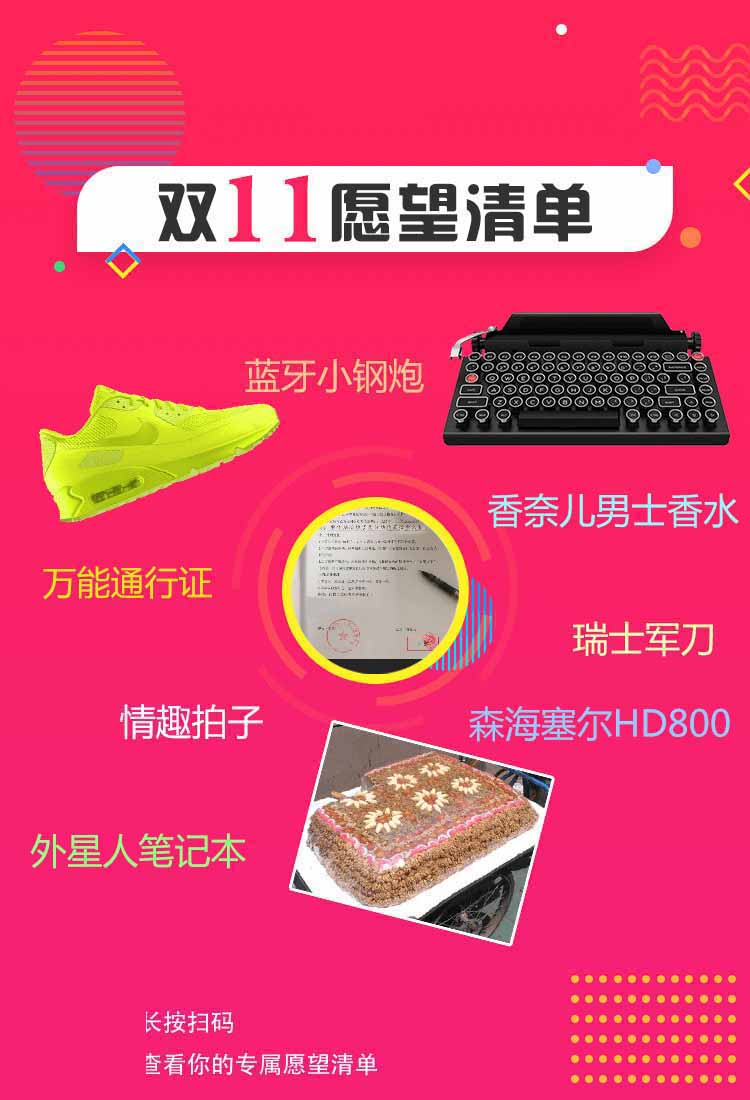 双11愿望清单
蓝牙小钢炮
香奈儿男士香水
万能通行证
瑞士军刀
情趣拍子
森海塞尔HD800
外星人笔记本
长按扫码
查看你的专属愿望清单